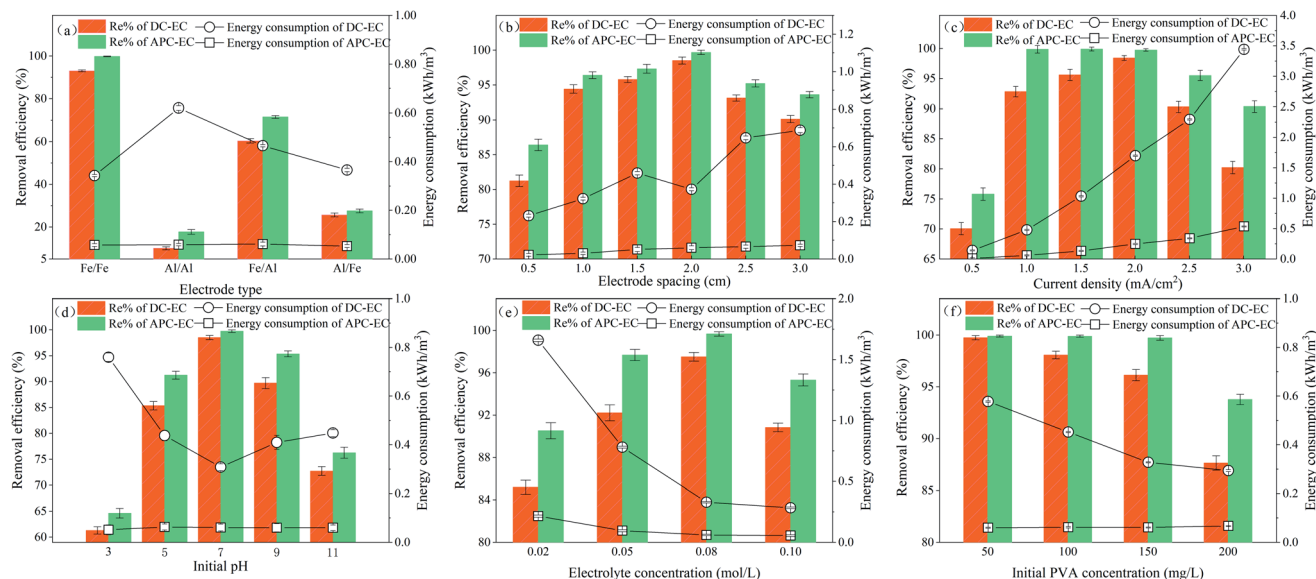 (a)
Re% of DC-EC
Energy consumption of DC-EC
Re% of APC-EC
Energy consumption of APC-EC
Removal efficiency (%)
100
80
60
40
20
5
1.00
0.80
0.60
0.40
0.20
0.00
Energy consumption (kWh/m³)
Fe/Fe Al/Al Fe/Al Al/Fe
Electrode type
(b)
Re% of DC-EC
Energy consumption of DC-EC
Re% of APC-EC
Energy consumption of APC-EC
Removal efficiency (%)
100
95
90
85
80
75
70
1.2
1.0
0.8
0.6
0.4
0.2
0.0
Energy consumption (kWh/m³)
0.5 1.0 1.5 2.0 2.5 3.0
Electrode spacing (cm)
(c)
Re% of DC-EC
Energy consumption of DC-EC
Re% of APC-EC
Energy consumption of APC-EC
Removal efficiency (%)
100
95
90
85
80
75
70
65
4.0
3.5
3.0
2.5
2.0
1.5
1.0
0.5
0.0
Energy consumption (kWh/m³)
0.5 1.0 1.5 2.0 2.5 3.0
Current density (mA/cm²)
(d)
Re% of DC-EC
Energy consumption of DC-EC
Re% of APC-EC
Energy consumption of APC-EC
Removal efficiency (%)
100
95
90
85
80
75
70
65
60
1.0
0.8
0.6
0.4
0.2
0.0
Energy consumption (kWh/m³)
3 5 7 9 11
Initial pH
(e)
Re% of DC-EC
Energy consumption of DC-EC
Re% of APC-EC
Energy consumption of APC-EC
Removal efficiency (%)
100
96
92
88
84
80
2.0
1.5
1.0
0.5
0.0
Energy consumption (kWh/m³)
0.02 0.05 0.08 0.10
Electrolyte concentration (mol/L)
(f)
Re% of DC-EC
Energy consumption of DC-EC
Re% of APC-EC
Energy consumption of APC-EC
Removal efficiency (%)
100
95
90
85
80
1.0
0.8
0.6
0.4
0.2
0.0
Energy consumption (kWh/m³)
50 100 150 200
Initial PVA concentration (mg/L)